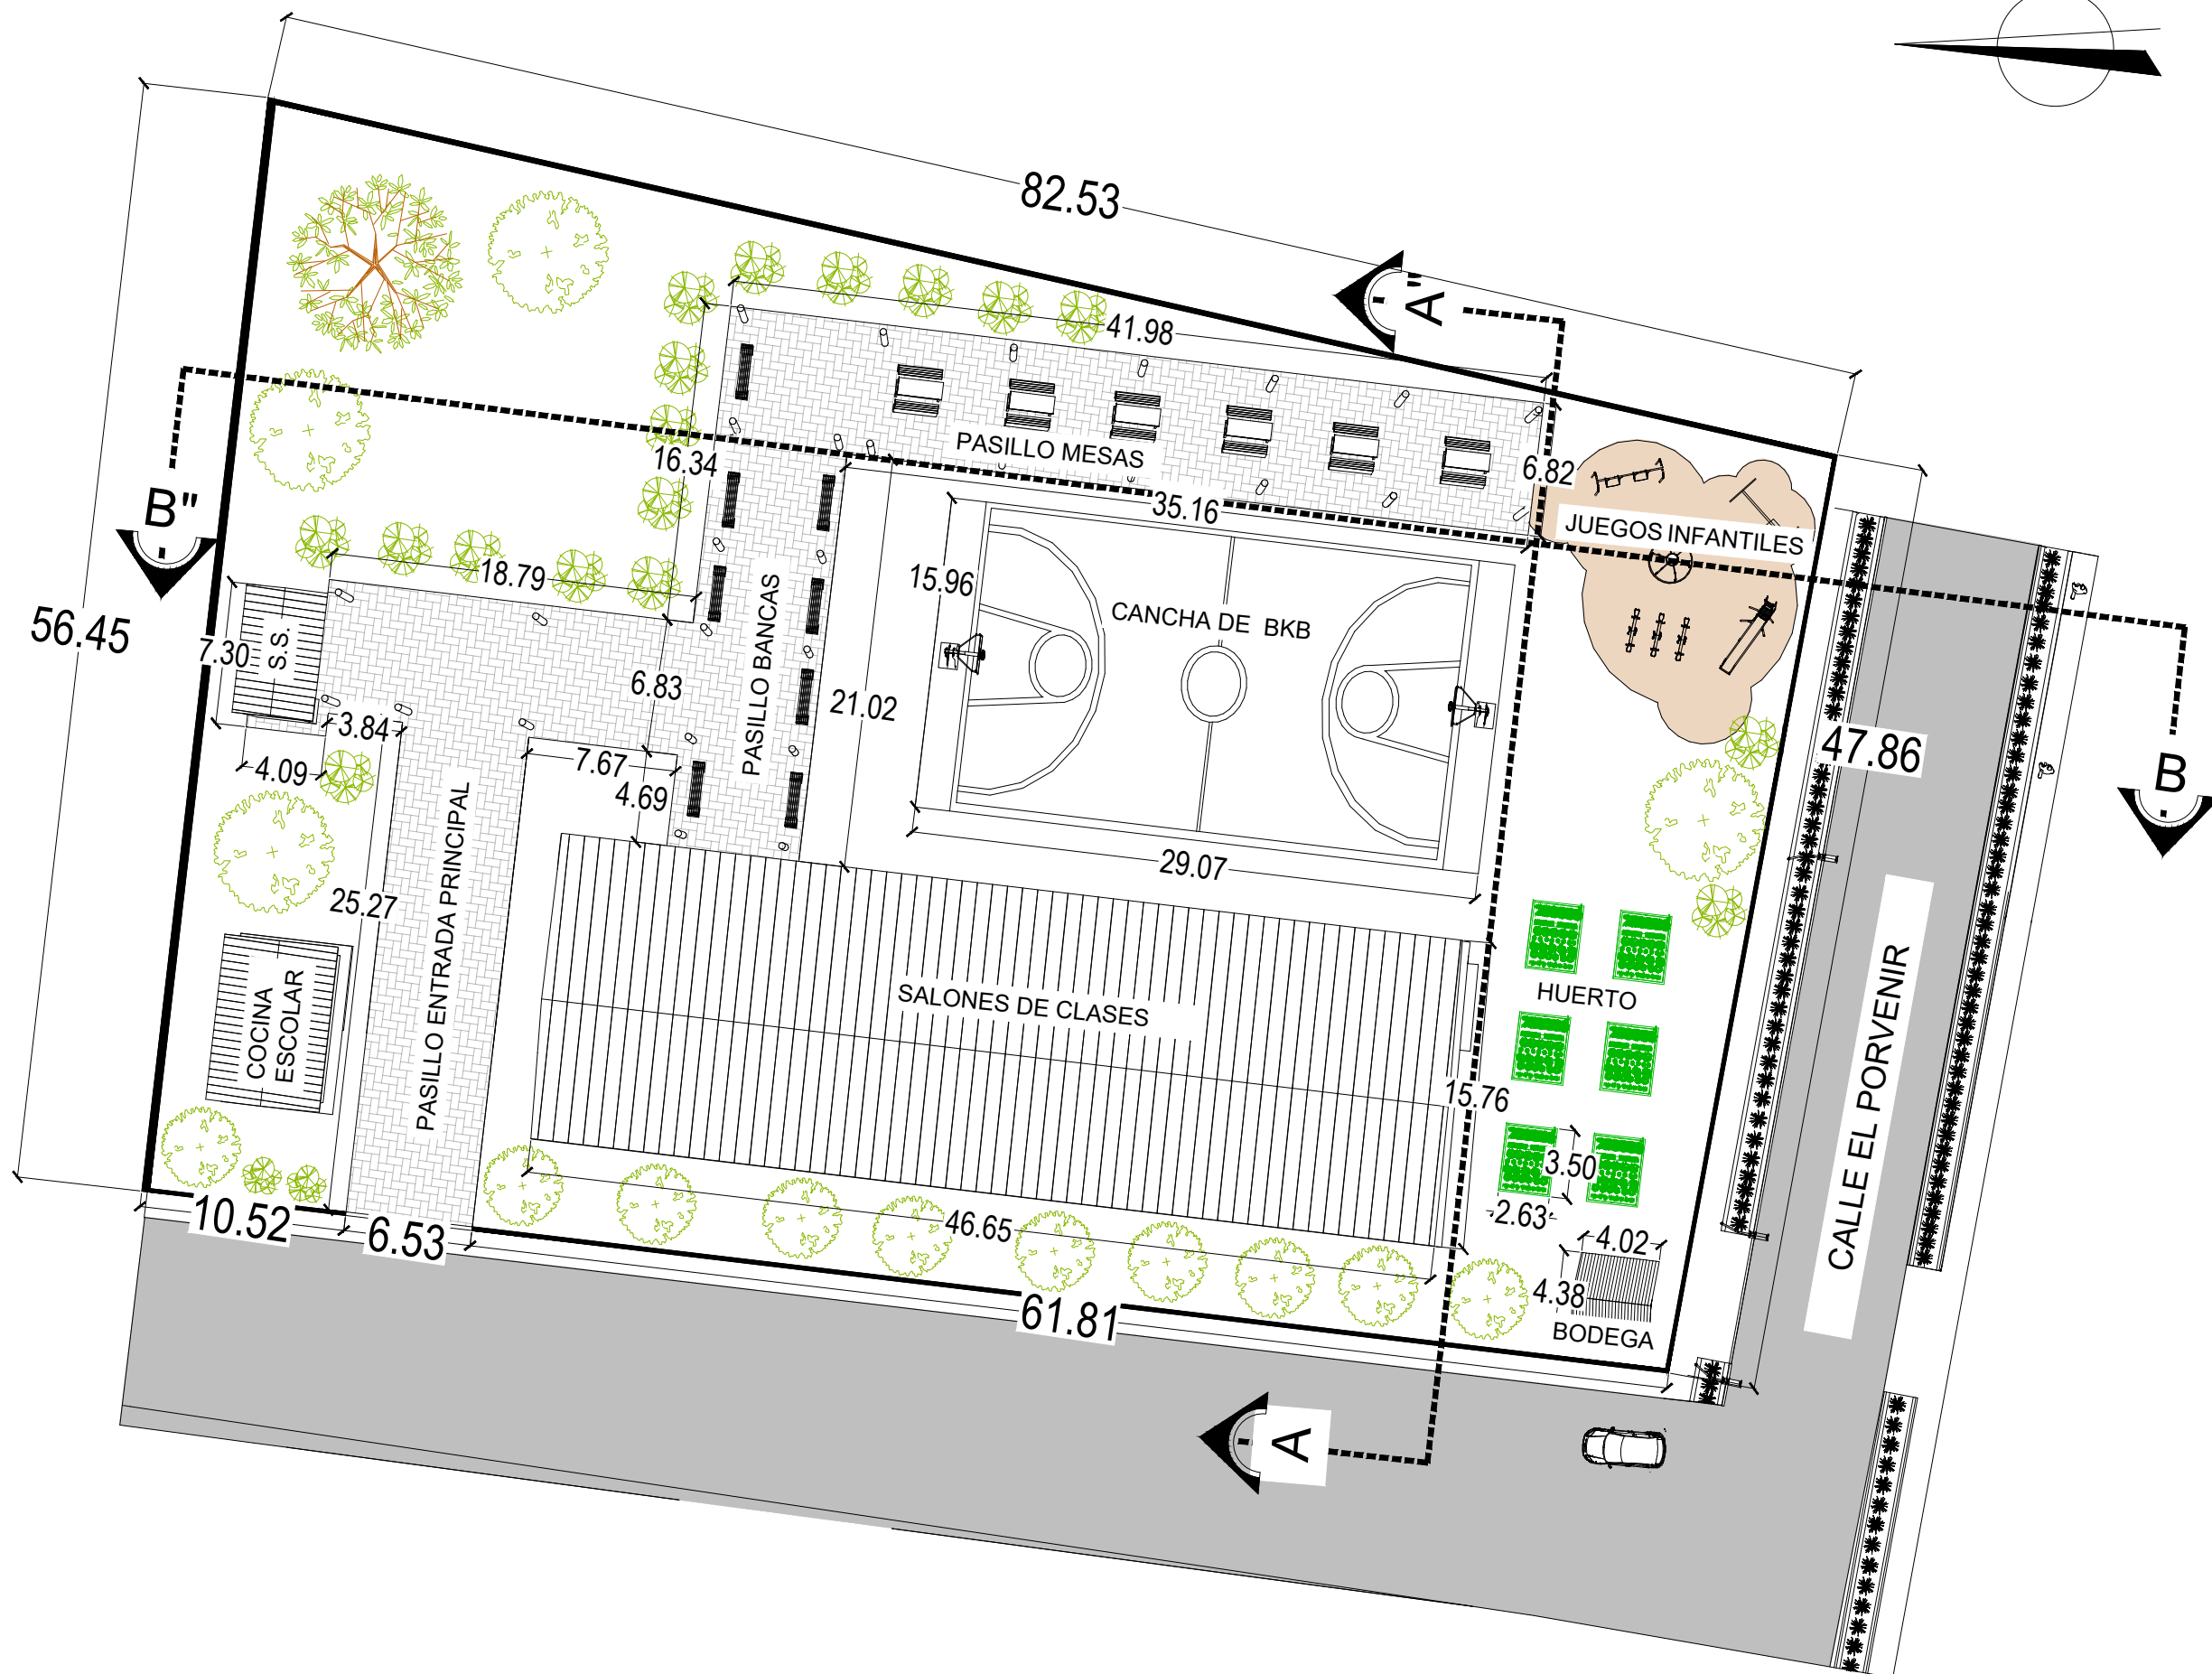 82.53
A"
41.98
PASILLO MESAS
16.34
6.82
35.16
JUEGOS INFANTILES
B"
18.79
15.96
CANCHA DE BKB
56.45
7.30
S.S.
6.83
PASILLO BANCAS
21.02
3.84
4.09
7.67
4.69
47.86
B
29.07
25.27
PASILLO ENTRADA PRINCIPAL
COCINA
ESCOLAR
SALONES DE CLASES
HUERTO
15.76
CALLE EL PORVENIR
3.50
2.63
10.52
6.53
46.65
4.02
4.38
61.81
BODEGA
A